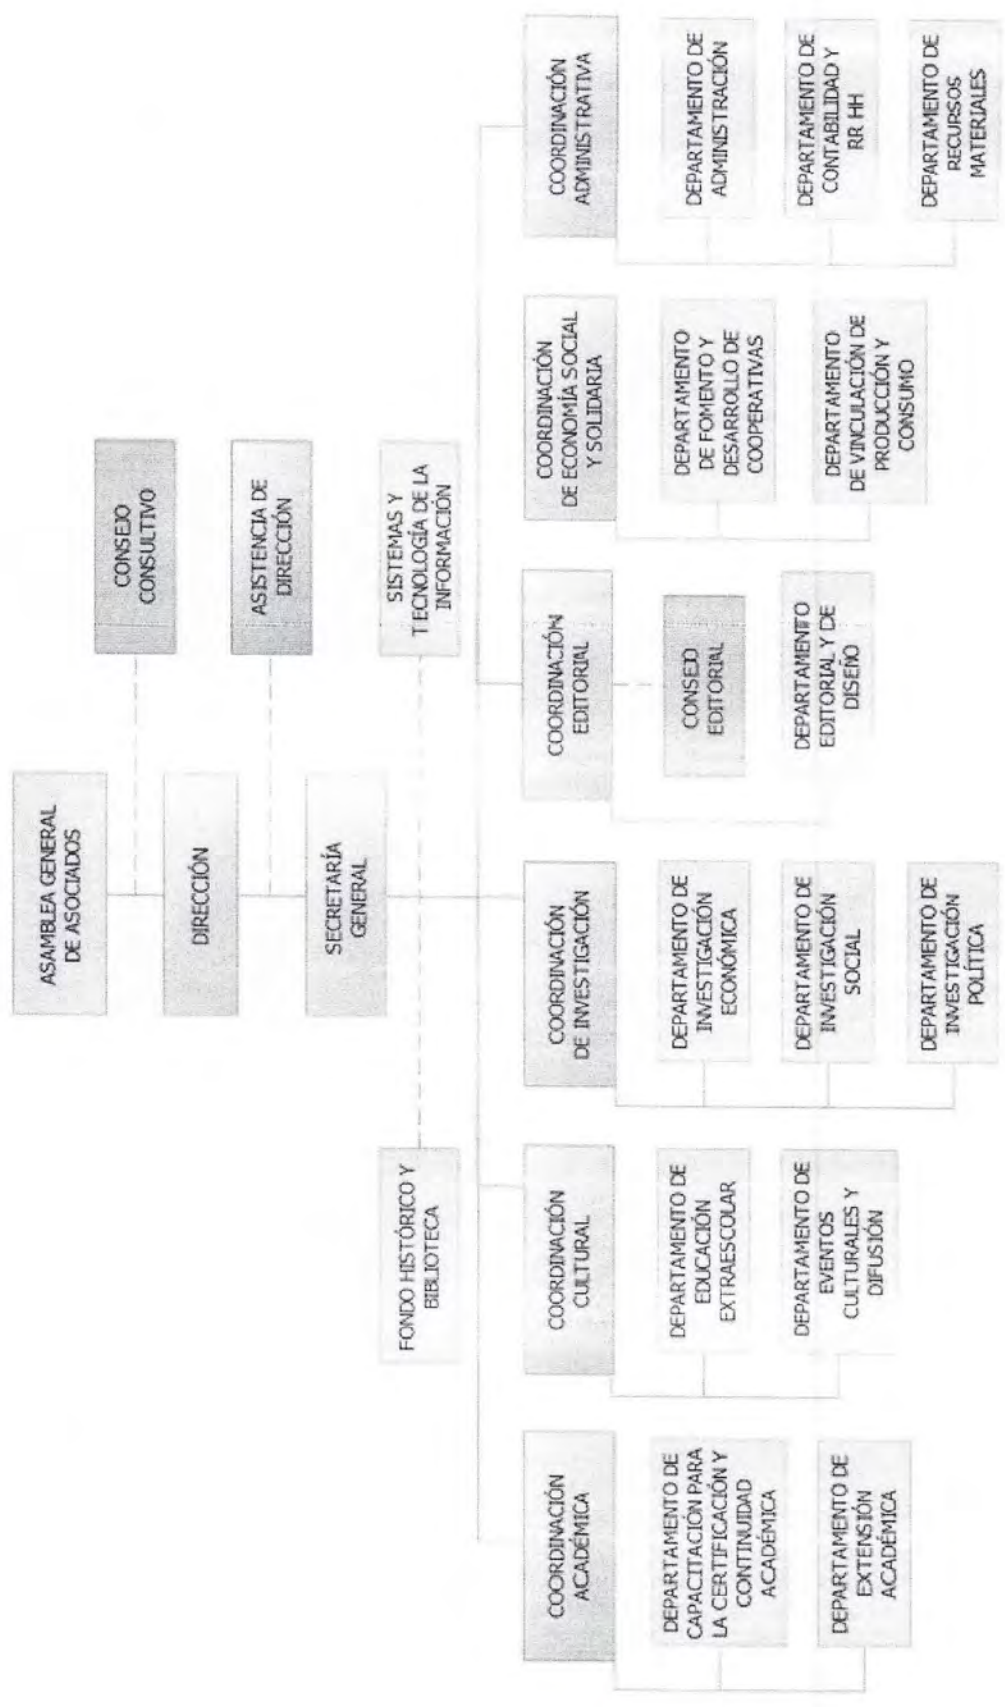 ASAMBLEA GENERAL
DE ASOCIADOS
CONSEJO
CONSULTIVO
DIRECCIÓN
ASISTENCIA DE
DIRECCIÓN
SECRETARÍA
GENERAL
FONDO HISTÓRICO Y
BIBLIOTECA
SISTEMAS Y
TECNOLOGÍA DE LA
INFORMACIÓN
COORDINACIÓN
ACADÉMICA
DEPARTAMENTO DE
CAPACITACIÓN PARA
LA CERTIFICACIÓN Y
CONTINUIDAD
ACADÉMICA
DEPARTAMENTO DE
EXTENSIÓN
ACADÉMICA
COORDINACIÓN
CULTURAL
DEPARTAMENTO DE
EDUCACIÓN
EXTRAESCOLAR
DEPARTAMENTO DE
EVENTOS
CULTURALES Y
DIFUSIÓN
COORDINACIÓN
DE INVESTIGACIÓN
DEPARTAMENTO DE
INVESTIGACIÓN
ECONÓMICA
DEPARTAMENTO DE
INVESTIGACIÓN
SOCIAL
DEPARTAMENTO DE
INVESTIGACIÓN
POLÍTICA
COORDINACIÓN
EDITORIAL
CONSEJO
EDITORIAL
DEPARTAMENTO
EDITORIAL Y DE
DISEÑO
COORDINACIÓN
DE ECONOMÍA SOCIAL
Y SOLIDARIA
DEPARTAMENTO
DE FOMENTO Y
DESARROLLO DE
COOPERATIVAS
DEPARTAMENTO
DE VINCULACIÓN DE
PRODUCCIÓN Y
CONSUMO
COORDINACIÓN
ADMINISTRATIVA
DEPARTAMENTO DE
ADMINISTRACIÓN
DEPARTAMENTO DE
CONTABILIDAD Y
RR HH
DEPARTAMENTO DE
RECURSOS
MATERIALES